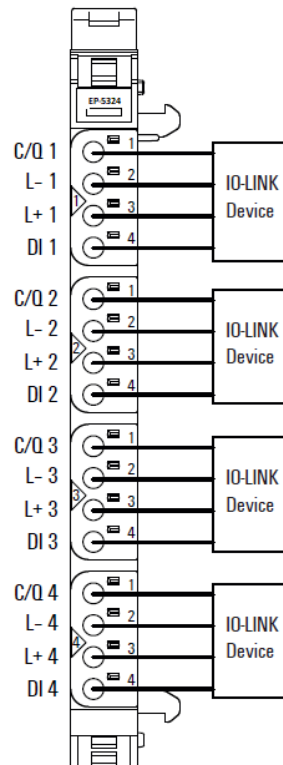 EP-5324
C/Q 1
1
L- 1
2
1
L+ 1
3
DI 1
4
IO-LINK
Device
C/Q 2
1
L- 2
2
2
L+ 2
3
DI 2
4
IO-LINK
Device
C/Q 3
1
L- 3
2
3
L+ 3
3
DI 3
4
IO-LINK
Device
C/Q 4
1
L- 4
2
4
L+ 4
3
DI 4
4
IO-LINK
Device